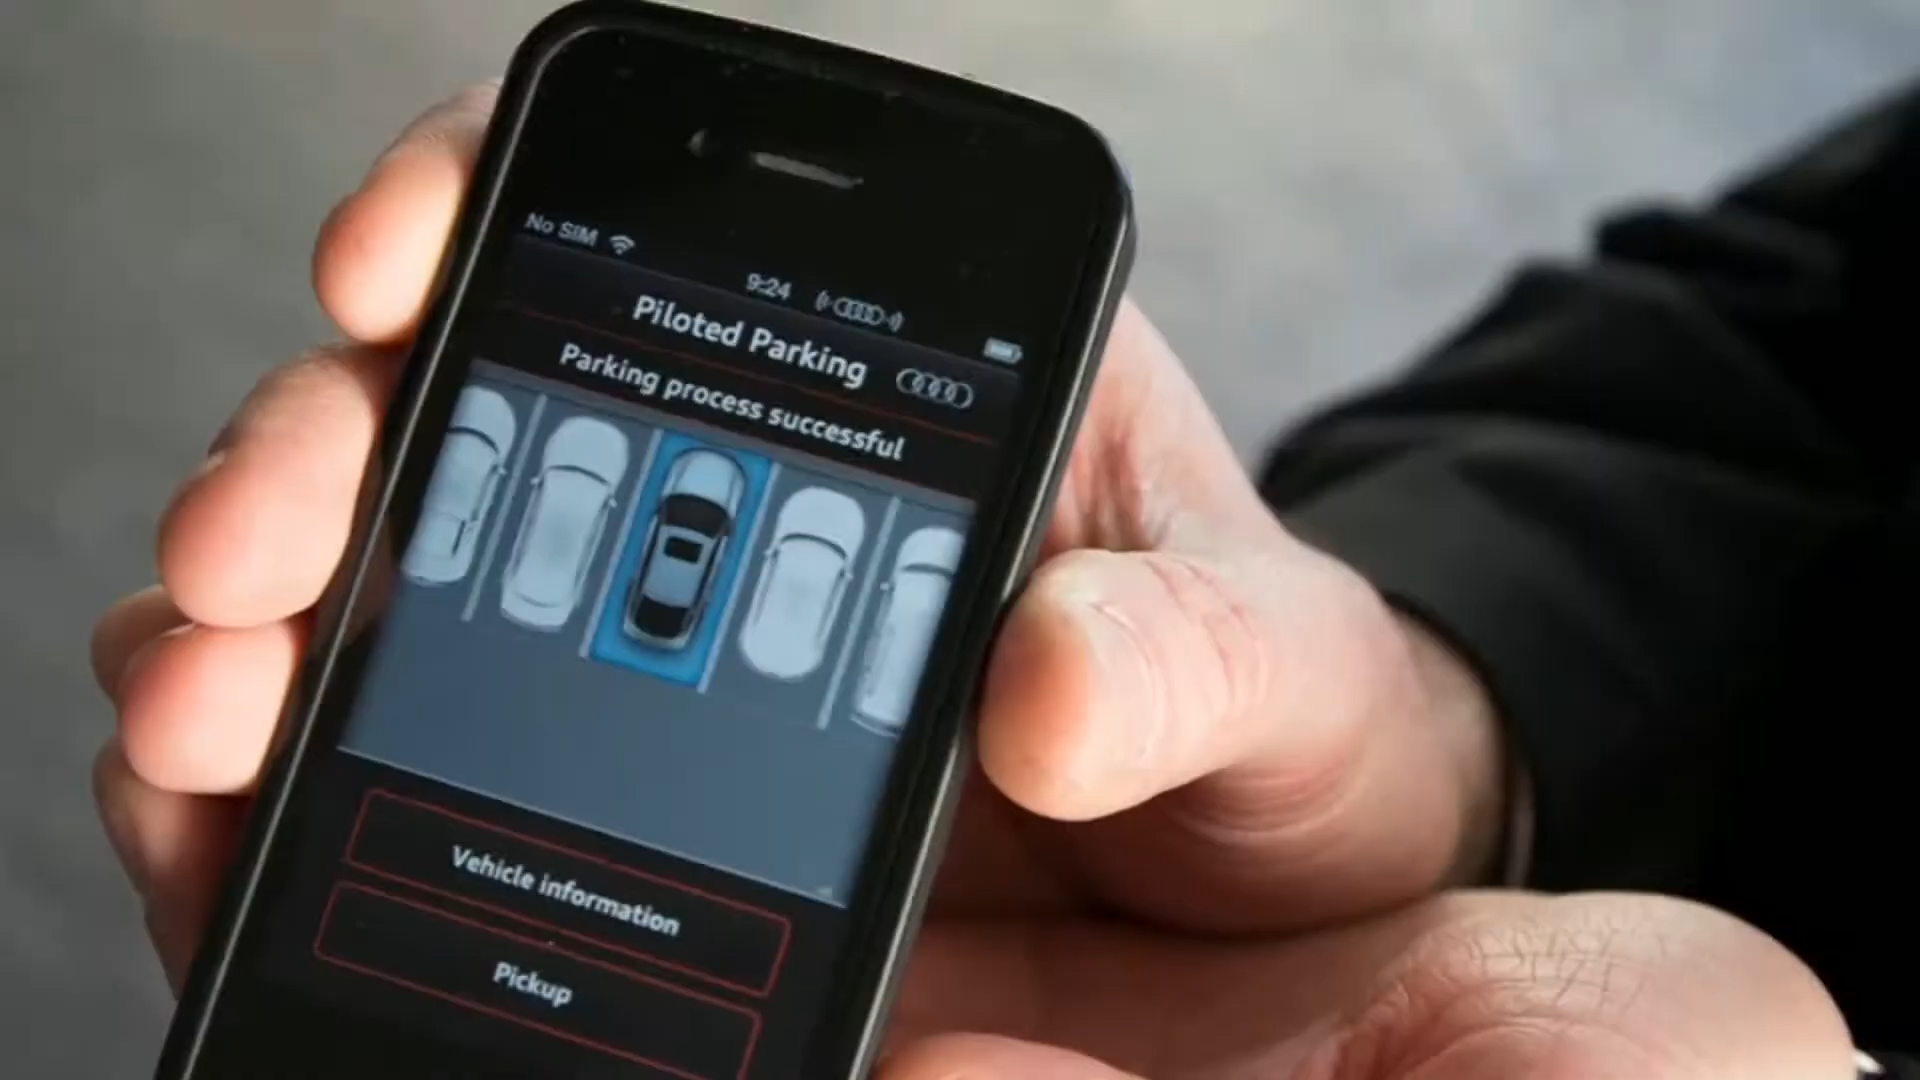 No SIM
9:24
Piloted Parking
Parking process successful
Vehicle information
Pickup